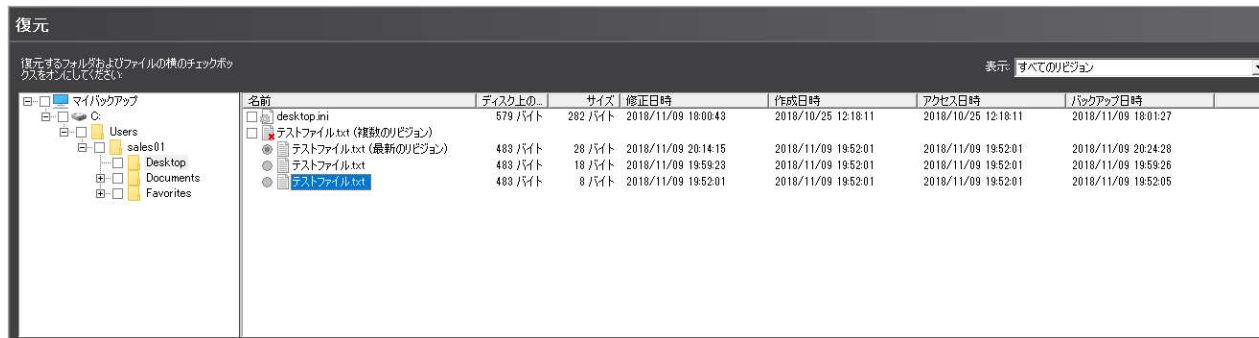 復元
復元するフォルダおよびファイルの横のチェックボッ
クスをオンにしてください:
表示: すべてのリビジョン
マイバックアップ
C:
Users
sales01
Desktop
Documents
Favorites
名前 ディスク上の... サイズ 修正日時 作成日時 アクセス日時 バックアップ日時
desktop.ini 579 バイト 282 バイト 2018/11/09 18:00:43 2018/10/25 12:18:11 2018/10/25 12:18:11 2018/11/09 18:01:27
テストファイル.txt (複数のリビジョン)
テストファイル.txt (最新のリビジョン) 483 バイト 28 バイト 2018/11/09 20:14:15 2018/11/09 19:52:01 2018/11/09 19:52:01 2018/11/09 20:24:28
テストファイル.txt 483 バイト 18 バイト 2018/11/09 19:59:23 2018/11/09 19:52:01 2018/11/09 19:52:01 2018/11/09 19:59:26
テストファイル.txt 483 バイト 8 バイト 2018/11/09 19:52:01 2018/11/09 19:52:01 2018/11/09 19:52:01 2018/11/09 19:52:05